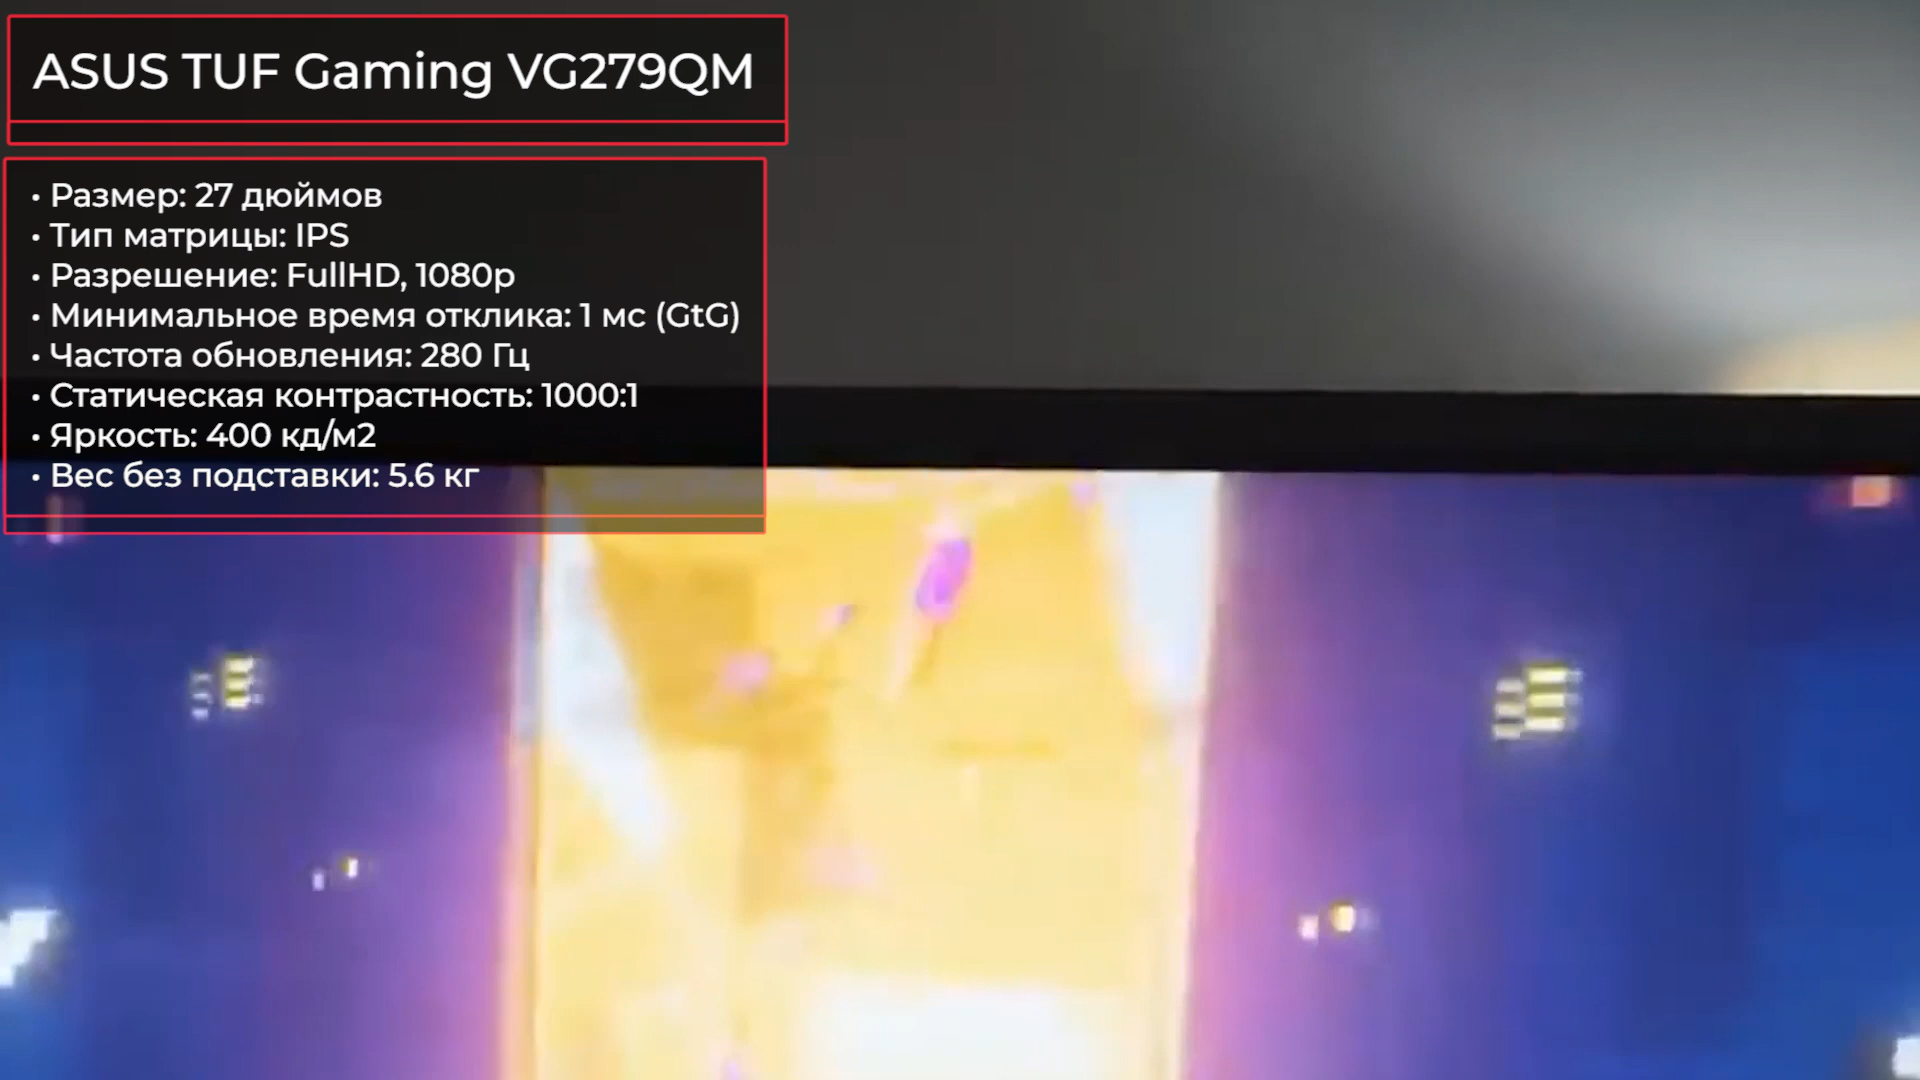 ASUS TUF Gaming VG279QM
• Размер: 27 дюймов
• Тип матрицы: IPS
• Разрешение: FullHD, 1080p
• Минимальное время отклика: 1 мс (GtG)
• Частота обновления: 280 Гц
• Статическая контрастность: 1000:1
• Яркость: 400 кд/м2
• Вес без подставки: 5.6 кг